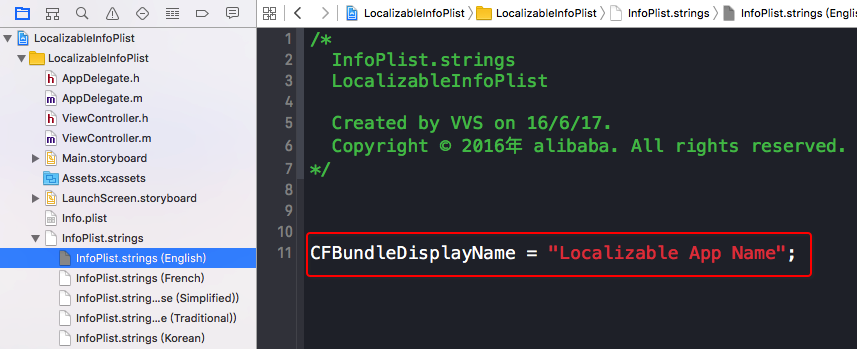 LocalizableInfoPlist
LocalizableInfoPlist
InfoPlist.strings
InfoPlist.strings (Engli
LocalizableInfoPlist
LocalizableInfoPlist
h AppDelegate.h
m AppDelegate.m
h ViewController.h
m ViewController.m
Main.storyboard
Assets.xcassets
LaunchScreen.storyboard
Info.plist
InfoPlist.strings
InfoPlist.strings (English)
InfoPlist.strings (French)
InfoPlist.string...se (Simplified))
InfoPlist.string...e (Traditional))
InfoPlist.strings (Korean)
1 /*
2 InfoPlist.strings
3 LocalizableInfoPlist
4
5 Created by VVS on 16/6/17.
6 Copyright © 2016年 alibaba. All rights reserved.
7 */
8
9
10
11 CFBundleDisplayName = "Localizable App Name";